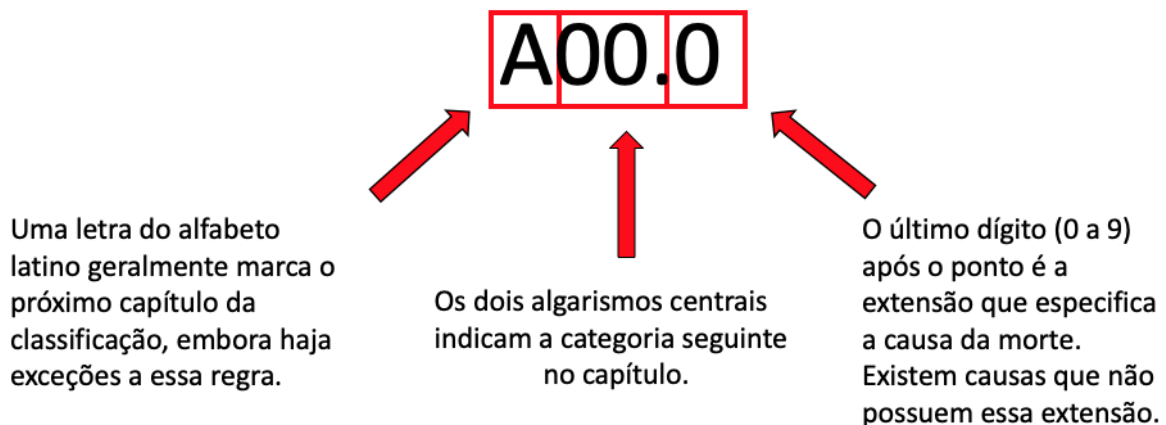 A00.0
Uma letra do alfabeto
latino geralmente marca o
próximo capítulo da
classificação, embora haja
exceções a essa regra.
Os dois algarismos centrais
indicam a categoria seguinte
no capítulo.
O último dígito (0 a 9)
após o ponto é a
extensão que especifica
a causa da morte.
Existem causas que não
possuem essa extensão.